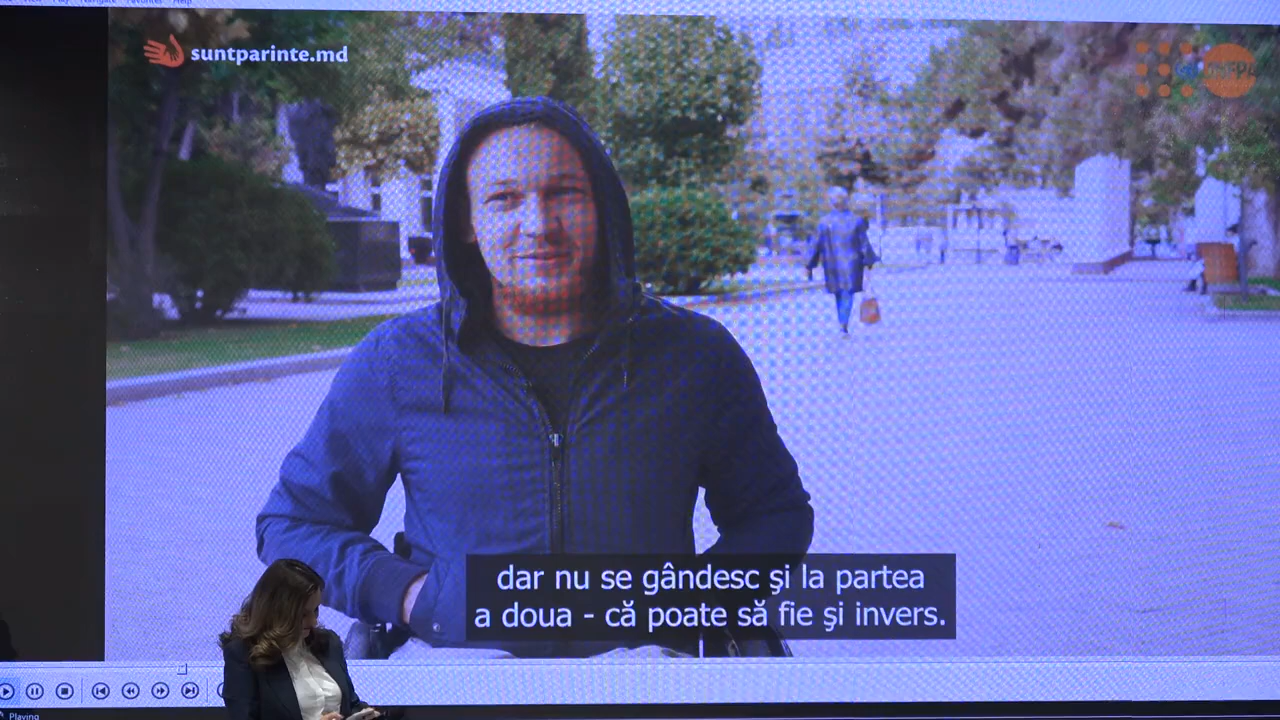 suntparinte.md
dar nu se gândesc şi la partea
a doua - că poate să fie şi invers.
Playing